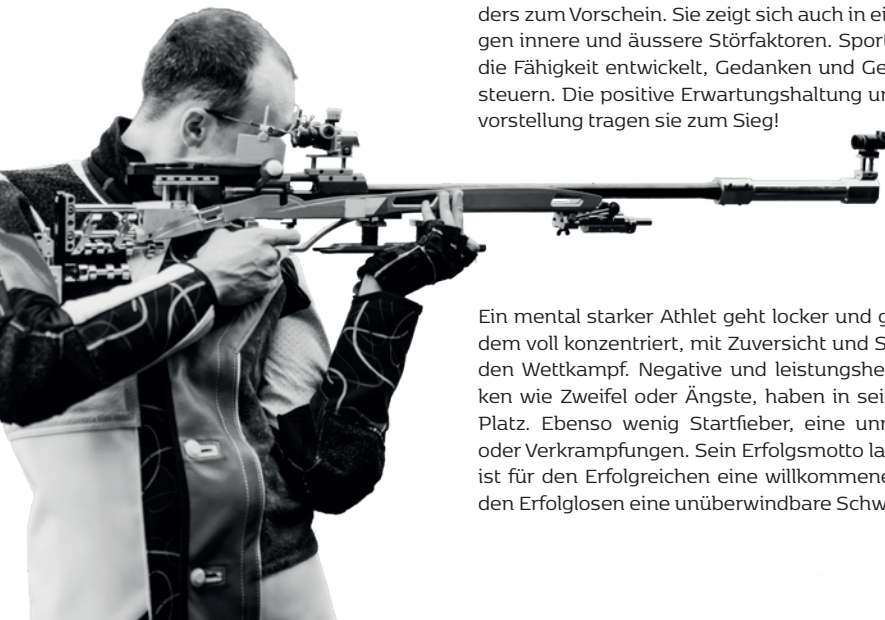 ders zum Vorschein. Sie zeigt sich auch in ei
gen innere und äussere Störfaktoren. Sport
die Fähigkeit entwickelt, Gedanken und Ge
steuern. Die positive Erwartungshaltung un
vorstellung tragen sie zum Sieg!
Ein mental starker Athlet geht locker und g
dem voll konzentriert, mit Zuversicht und S
den Wettkampf. Negative und leistungshe
ken wie Zweifel oder Ängste, haben in sei
Platz. Ebenso wenig Startfieber, eine unr
oder Verkrampfungen. Sein Erfolgsmotto la
ist für den Erfolgreichen eine willkommene
den Erfolglosen eine unüberwindbare Schw